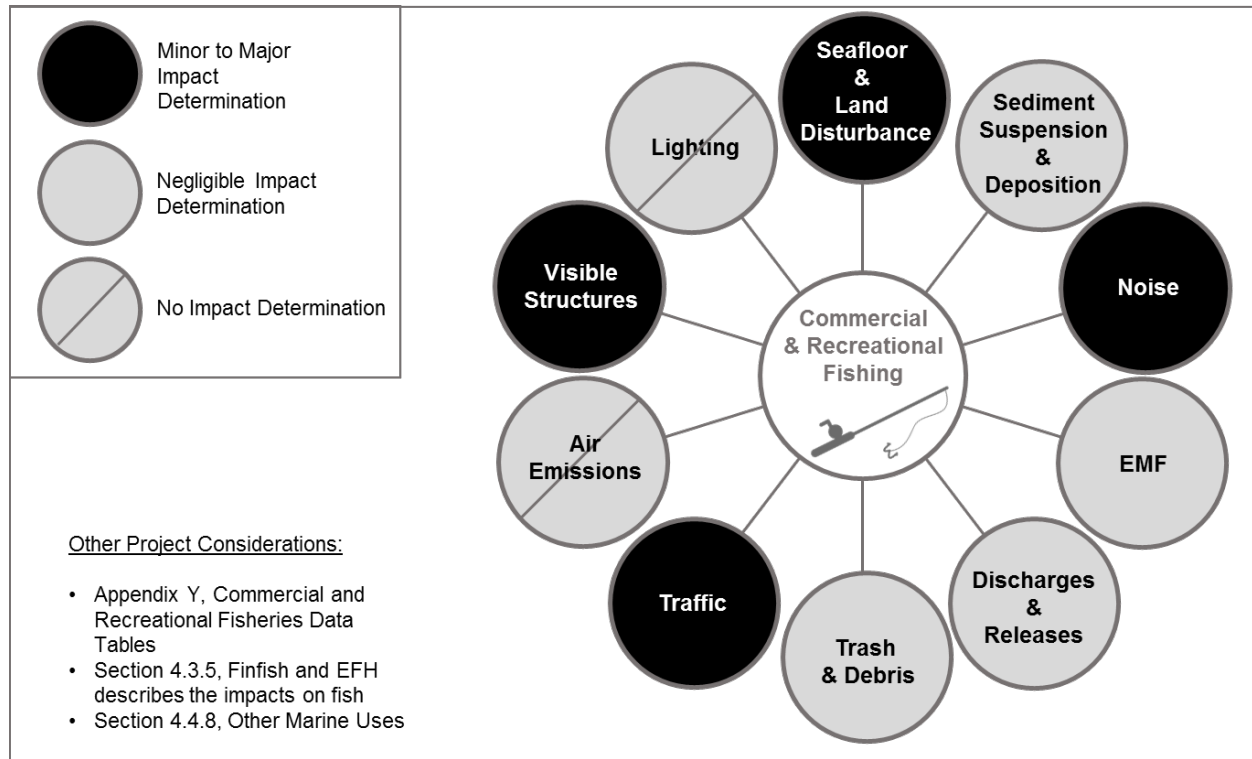 Minor to Major
Impact
Determination
Negligible Impact
Determination
No Impact Determination
Seafloor
&
Land
Disturbance
Sediment
Suspension
&
Deposition
Noise
EMF
Discharges
&
Releases
Trash
& Debris
Traffic
Air
Emissions
Visible
Structures
Lighting
Commercial
& Recreational
Fishing
Other Project Considerations:
• Appendix Y, Commercial and
Recreational Fisheries Data
Tables
• Section 4.3.5, Finfish and EFH
describes the impacts on fish
• Section 4.4.8, Other Marine Uses